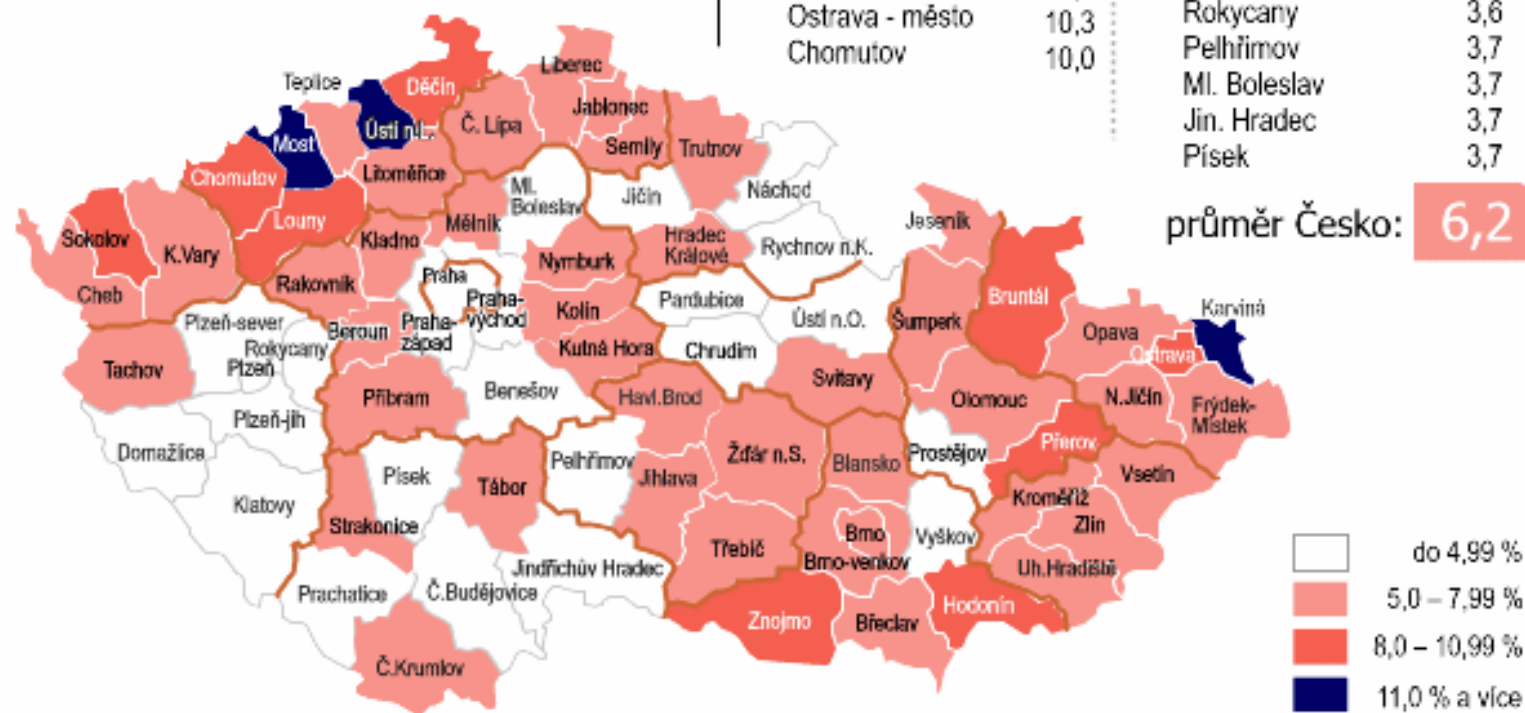 Ostrava - město 10,3
Chomutov 10,0
Rokycany 3,6
Pelhřimov 3,7
Ml. Boleslav 3,7
Jin. Hradec 3,7
Písek 3,7
průměr Česko: 6,2
Teplice
Děčín
Liberec
Jablonec
Ústí n.L.
Č. Lípa
Most
Semily
Trutnov
Chomutov
Litoměřice
Ml.
Boleslav
Jičín
Náchod
Louny
Mělník
Jeseník
Sokolov
K.Vary
Kladno
Hradec
Králové
Rychnov n.K.
Nymburk
Praha
Rakovník
Cheb
Praha-
východ
Kolín
Pardubice
Bruntál
Karviná
Plzeň-sever
Beroun
Praha-
západ
Ústí n.O.
Šumperk
Opava
Rokycany
Kutná Hora
Chrudim
Ostrava
Tachov
Plzeň
Svitavy
Příbram
Benešov
Havl.Brod
Olomouc
N.Jičín
Frýdek-
Místek
Plzeň-jih
Domažlice
Přerov
Pelhřimov
Žďár n.S.
Blansko
Prostějov
Písek
Jihlava
Vsetín
Tábor
Klatovy
Kroměříž
Strakonice
Zlín
Brno
Vyškov
Třebíč
Brno-venkov
Uh.Hradiště
Jindřichův Hradec
Prachatice
Č.Budějovice
Hodonín
Znojmo
Břeclav
Č.Krumlov
do 4,99 %
5,0 – 7,99 %
8,0 – 10,99 %
11,0 % a více